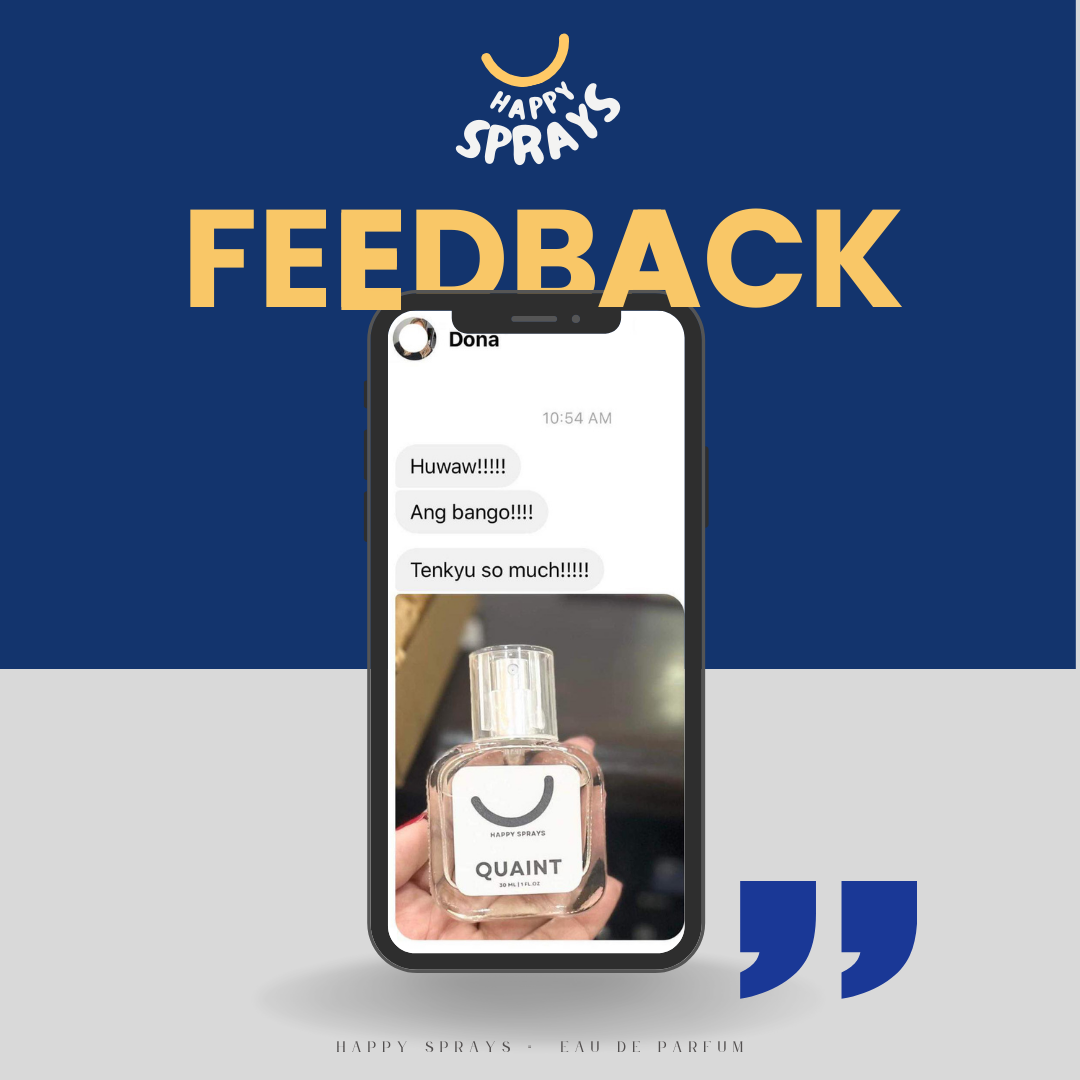 HAPPY
SPRAYS
FEEDBACK
Dona
10:54 AM
Huwaw!!!!!
Ang bango!!!!
Tenkyu so much!!!!!
HAPPY SPRAYS
QUAINT
30 ML | 1 FL.OZ
HAPPY SPRAYS • EAU DE PARFUM